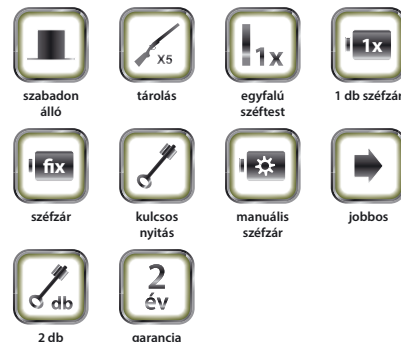 X5
1x
1x
szabadon
álló
tárolás
egyfalú
széftest
1 db széfzár
fix
széfzár
kulcsos
nyitás
manuális
széfzár
jobbos
db
2
év
2 db
garancia